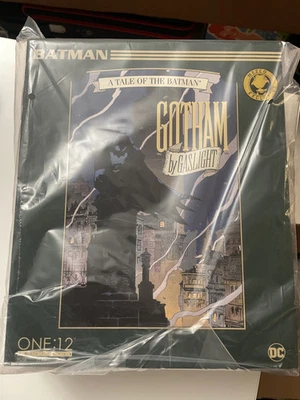 BATMAN
A TALE OF THE BATMAN
GOTHAM
by GASLIGHT
ONE:12
DC